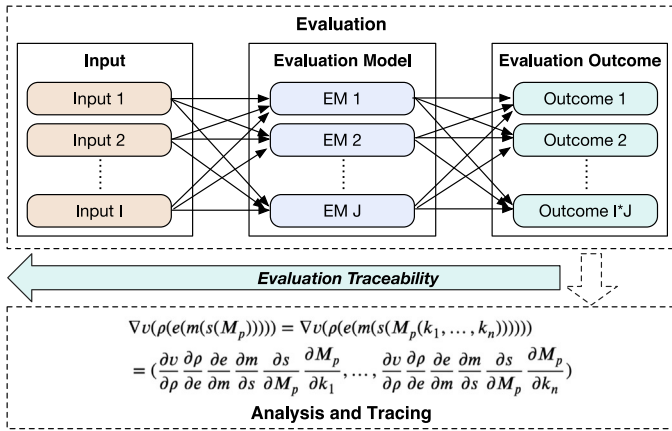 Evaluation
Input
Evaluation Model
Evaluation Outcome
Input 1
EM 1
Outcome 1
Input 2
EM 2
Outcome 2
Input I
EM J
Outcome I*J
Evaluation Traceability
∇υ(ρ(e(m(s(M_p))))) = ∇υ(ρ(e(m(s(M_p(k_1, … , k_n))))))
= (∂υ/∂ρ ∂ρ/∂e ∂e/∂m ∂m/∂s ∂s/∂M_p ∂M_p/∂k_1, … , ∂υ/∂ρ ∂ρ/∂e ∂e/∂m ∂m/∂s ∂s/∂M_p ∂M_p/∂k_n)
Analysis and Tracing